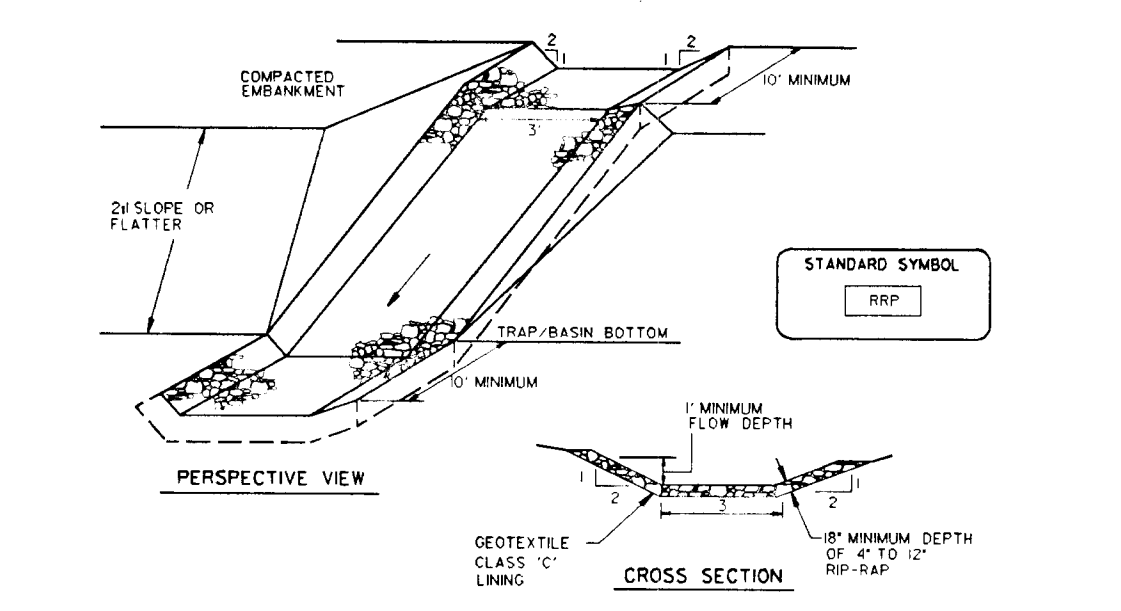 2
1
1
2
COMPACTED
EMBANKMENT
10' MINIMUM
3'
2:1 SLOPE OR
FLATTER
STANDARD SYMBOL
RRP
TRAP/BASIN BOTTOM
10' MINIMUM
1' MINIMUM
FLOW DEPTH
PERSPECTIVE VIEW
1
2
3
2
1
GEOTEXTILE
CLASS 'C'
LINING
18" MINIMUM DEPTH
OF 4" TO 12"
RIP-RAP
CROSS SECTION